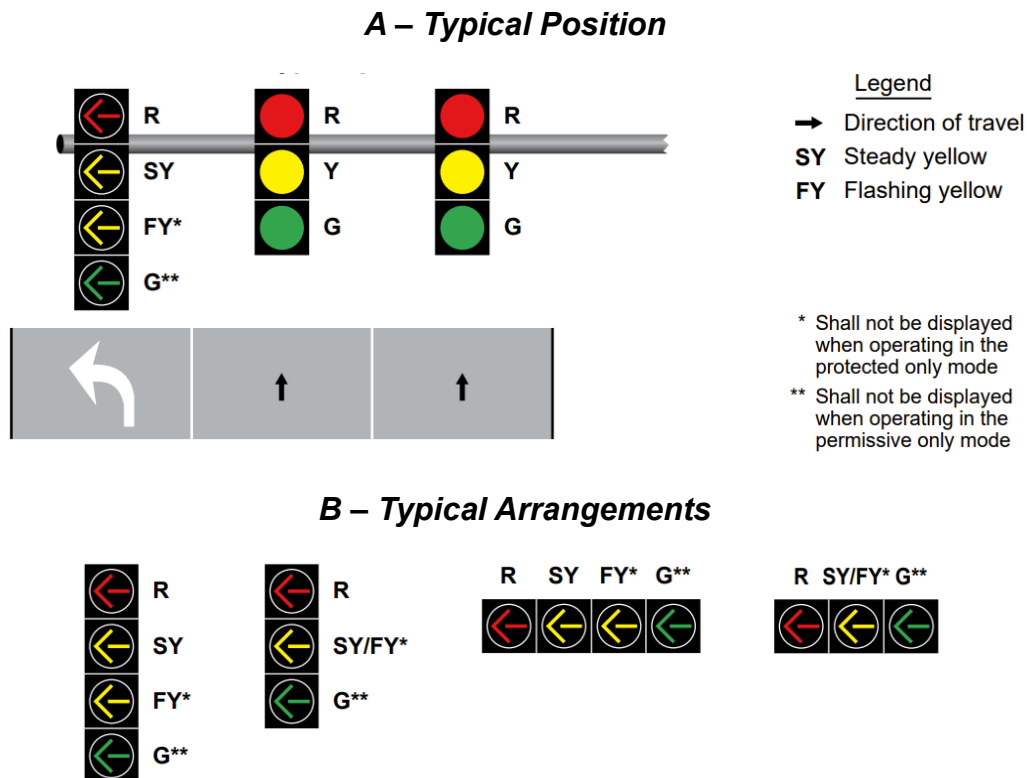 A – Typical Position
R
SY
FY*
G**
R
Y
G
R
Y
G
Legend
Direction of travel
SY Steady yellow
FY Flashing yellow
* Shall not be displayed
when operating in the
protected only mode
** Shall not be displayed
when operating in the
permissive only mode
B – Typical Arrangements
R
SY
FY*
G**
R
SY/FY*
G**
R SY FY* G**
R SY/FY* G**